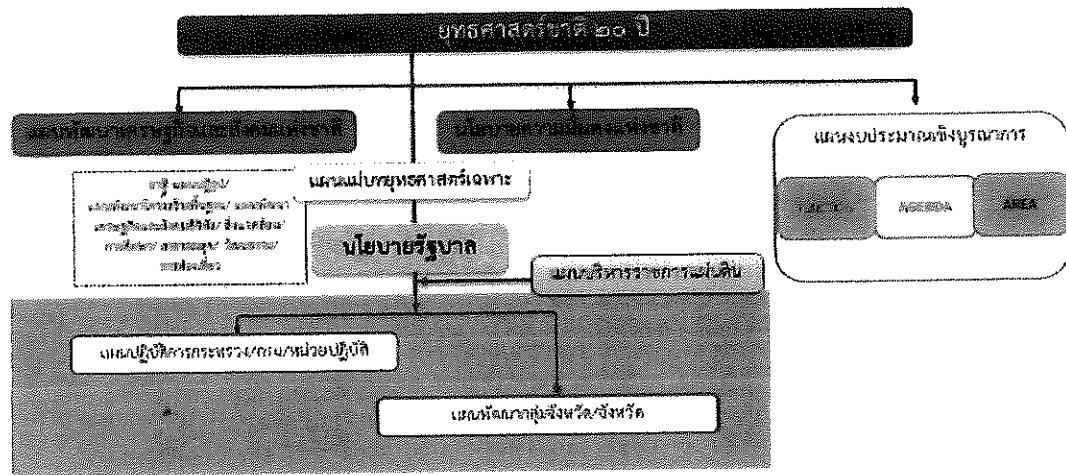 ยุทธศาสตร์ชาติ ๒๐ ปี
แผนพัฒนาเศรษฐกิจและสังคมแห่งชาติ
นโยบายความมั่นคงแห่งชาติ
แผนงบประมาณเชิงบูรณาการ
แผนแม่บทยุทธศาสตร์เฉพาะ
FUNCTION
AGENDA
AREA
นโยบายรัฐบาล
แผนบริหารราชการแผ่นดิน
แผนปฏิบัติการกระทรวง/กรม/หน่วยปฏิบัติ
แผนพัฒนากลุ่มจังหวัด/จังหวัด